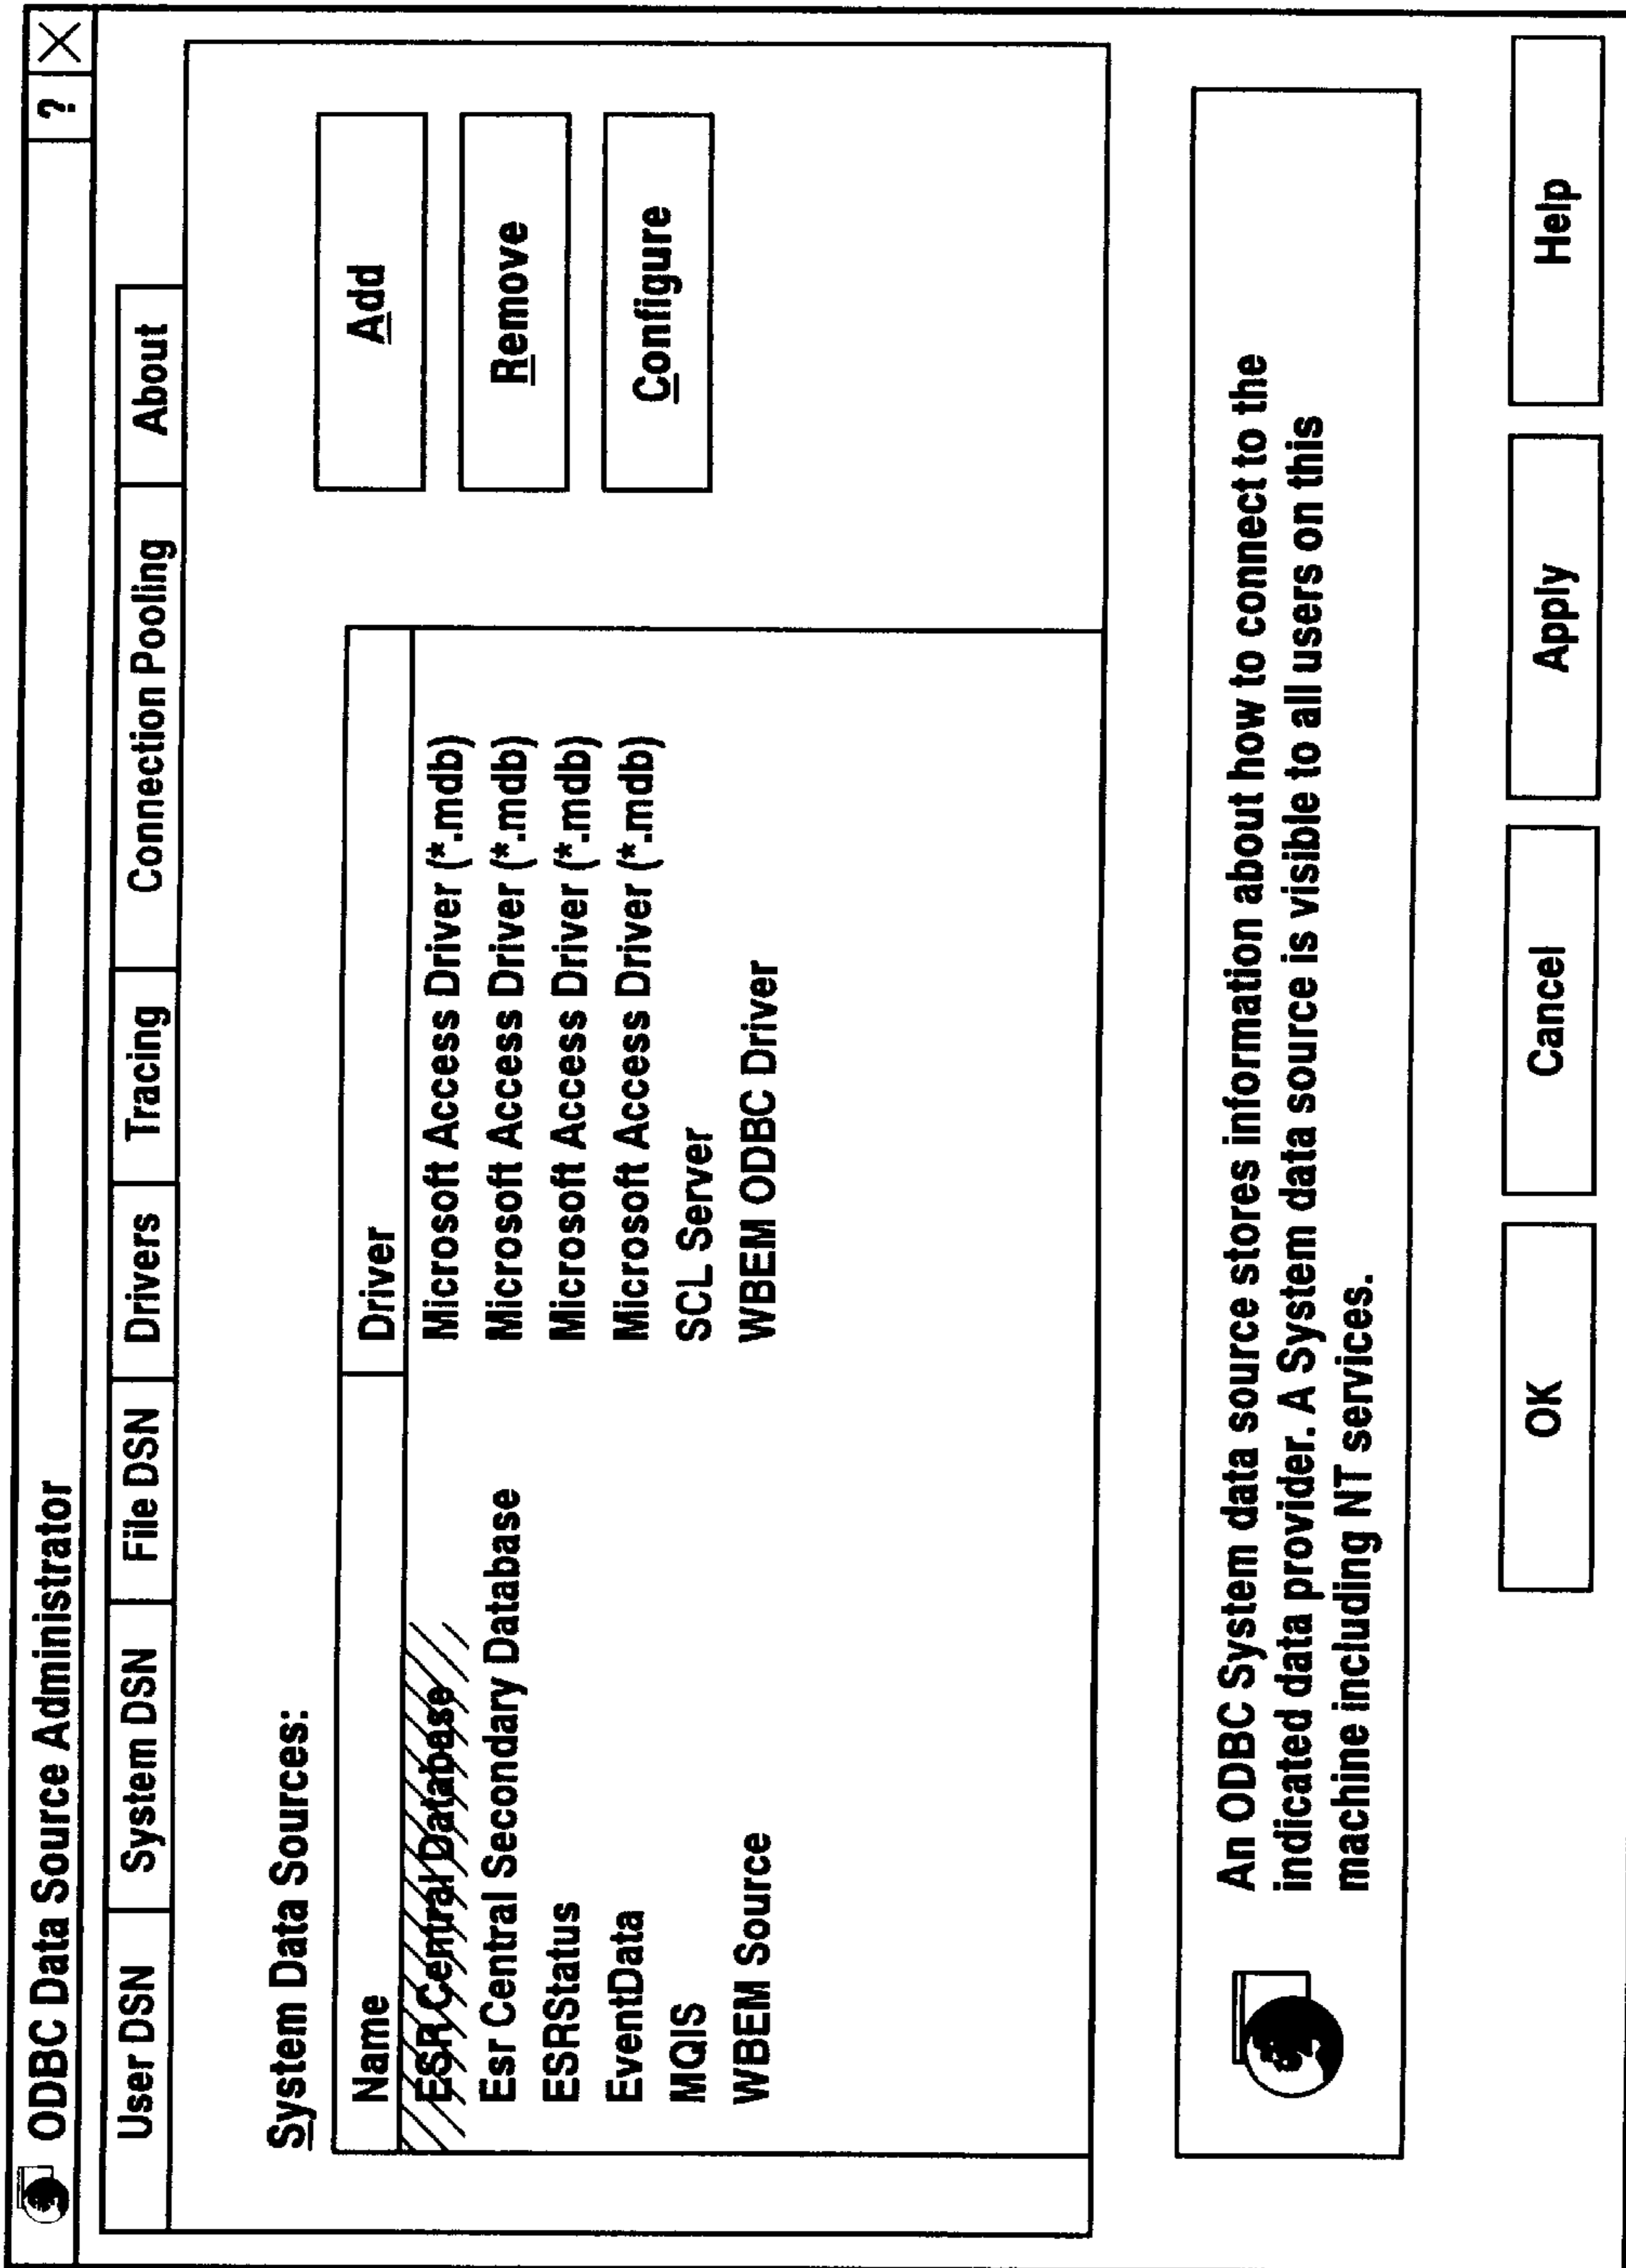 ODBC Data Source Administrator ? X
User DSN System DSN File DSN Drivers Tracing Connection Pooling About
System Data Sources:
Name Driver
ESR Central Database Microsoft Access Driver (*.mdb)
Esr Central Secondary Database Microsoft Access Driver (*.mdb)
ESRStatus Microsoft Access Driver (*.mdb)
EventData Microsoft Access Driver (*.mdb)
MQIS SCL Server
WBEM Source WBEM ODBC Driver
Add
Remove
Configure
An ODBC System data source stores information about how to connect to the
indicated data provider. A System data source is visible to all users on this
machine including NT services.
OK Cancel Apply Help